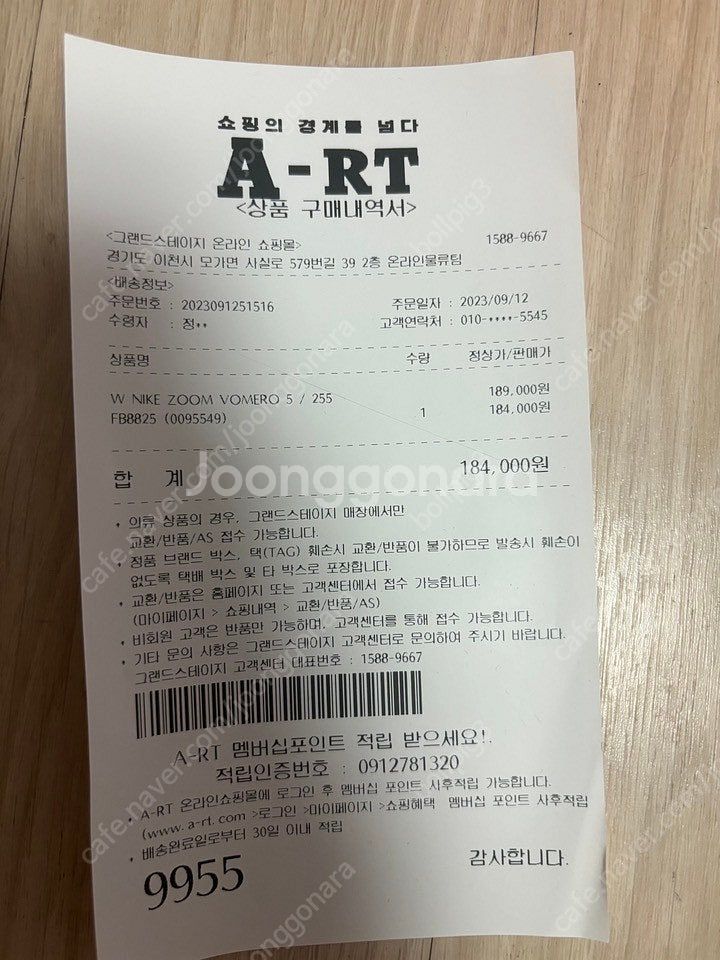 쇼핑의 경계를 넘다
A-RT
<상품 구매내역서>
<그랜드스테이지 온라인 쇼핑몰> 1588-9667
경기도 이천시 모가면 사실로 579번길 39 2층 온라인물류팀
<배송정보>
주문번호 : 2023091251516 주문일자 : 2023/09/12
수령자 : 정** 고객연락처 : 010-****-5545
상품명 수량 정상가/판매가
W NIKE ZOOM VOMERO 5 / 255 189,000원
FB8825 (0095549) 1 184,000원
합 계 184,000원
Joonggonara
* 의류 상품의 경우, 그랜드스테이지 매장에서만
교환/반품/AS 접수 가능합니다.
* 정품 브랜드 박스, 택(TAG) 훼손시 교환/반품이 불가하므로 발송시 훼손이
없도록 택배 박스 및 타 박스로 포장합니다.
* 교환/반품은 홈페이지 또는 고객센터에서 접수 가능합니다.
(마이페이지 > 쇼핑내역 > 교환/반품/AS)
* 비회원 고객은 반품만 가능하며, 고객센터를 통해 접수 가능합니다.
* 기타 문의 사항은 그랜드스테이지 고객센터로 문의하여 주시기 바랍니다.
그랜드스테이지 고객센터 대표번호 : 1588-9667
A-RT 멤버십포인트 적립 받으세요!.
적립인증번호 : 0912781320
* A-RT 온라인쇼핑몰에 로그인 후 멤버십 포인트 사후적립 가능합니다.
(www.a-rt.com >로그인 >마이페이지 >쇼핑혜택 멤버십 포인트 사후적립
* 배송완료일로부터 30일 이내 적립
감사합니다.
9955